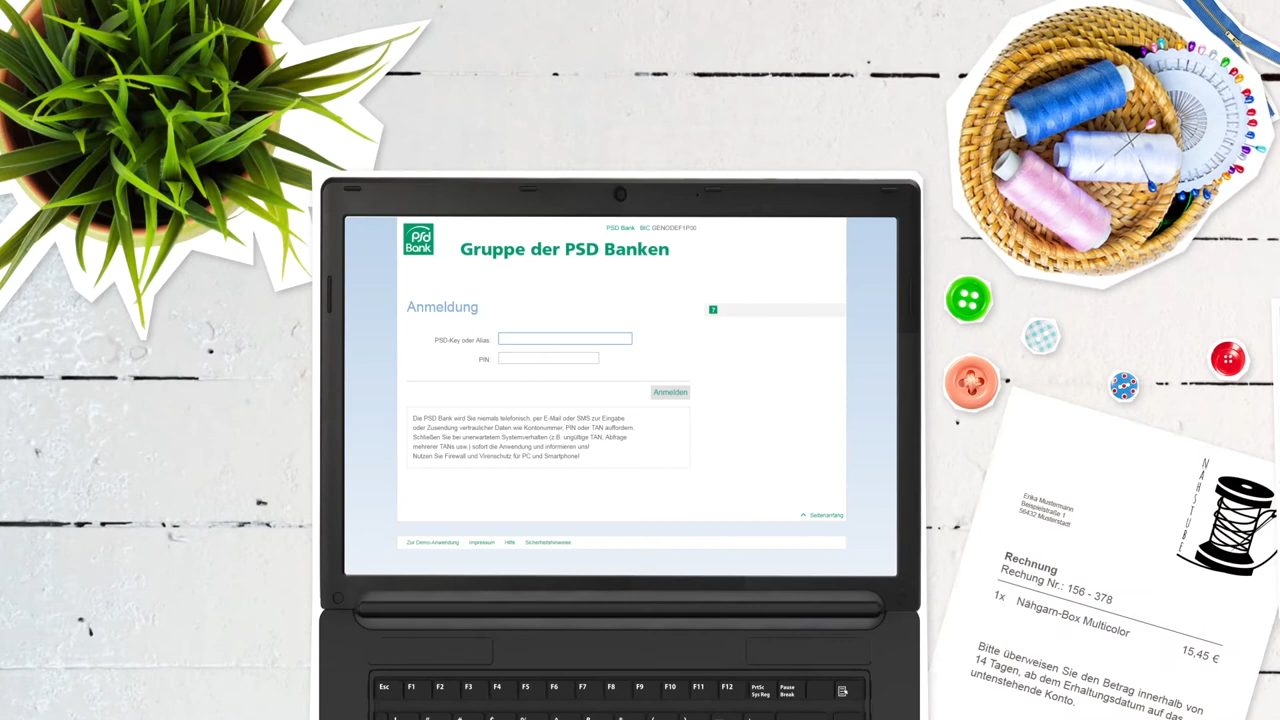 Psd
Bank
PSD Bank BIC GENODEF1P00
Gruppe der PSD Banken
Anmeldung
?
PSD-Key oder Alias:
PIN:
Anmelden
Die PSD Bank wird Sie niemals telefonisch, per E-Mail oder SMS zur Eingabe
oder Zusendung vertraulicher Daten wie Kontonummer, PIN oder TAN auffordern.
Schließen Sie bei unerwartetem Systemverhalten (z.B. ungültige TAN, Abfrage
mehrerer TANs usw.) sofort die Anwendung und informieren uns!
Nutzen Sie Firewall und Virenschutz für PC und Smartphone!
Seitenanfang
Zur Demo-Anwendung Impressum Hilfe Sicherheitshinweise
Esc F1 F2 F3 F4 F5 F6 F7 F8 F9 F10 F11 F12 PrtSc Pause
Sys Reg Break
NÄHSTUBE
Erika Mustermann
Beispielstraße 1
56432 Musterstadt
Rechnung
Rechung Nr.: 156 - 378
1x Nähgarn-Box Multicolor
15,45 €
Bitte überweisen Sie den Betrag innerhalb von
14 Tagen, ab dem Erhaltungsdatum auf das
untenstehende Konto.